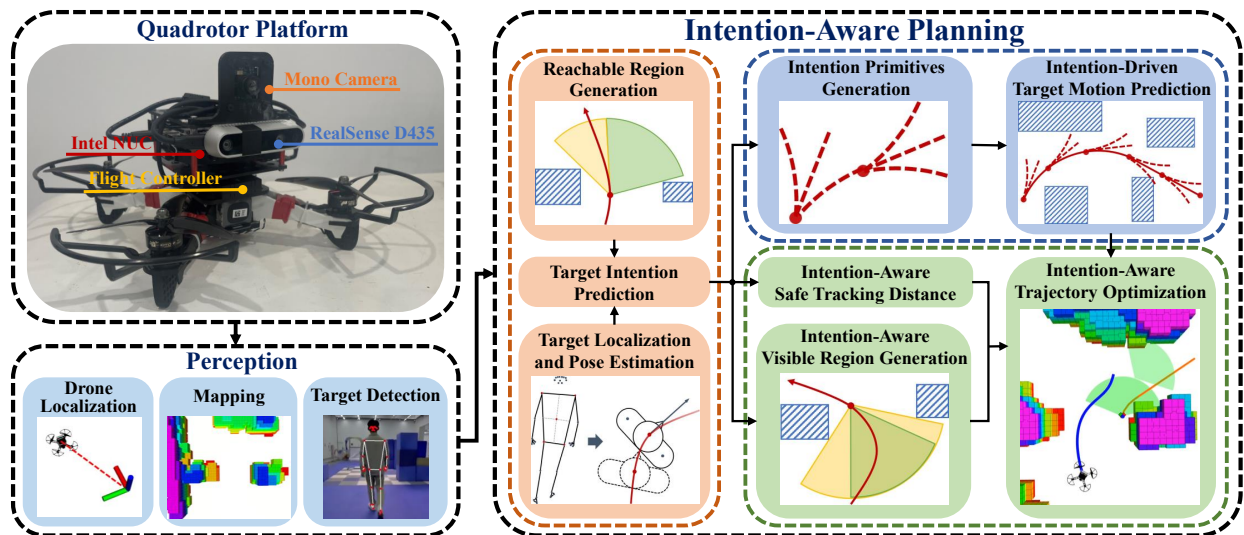 Quadrotor Platform
Mono Camera
RealSense D435
Intel NUC
Flight Controller
Perception
Drone
Localization
Mapping
Target Detection
Intention-Aware Planning
Reachable Region
Generation
Target Intention
Prediction
Target Localization
and Pose Estimation
Intention Primitives
Generation
Intention-Driven
Target Motion Prediction
Intention-Aware
Safe Tracking Distance
Intention-Aware
Visible Region Generation
Intention-Aware
Trajectory Optimization